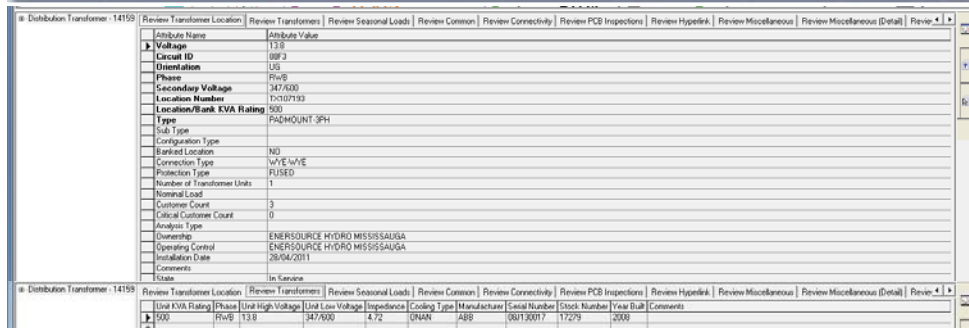 Distribution Transformer - 14159
Review Transformer Location Review Transformers Review Seasonal Loads Review Common Review Connectivity Review PCB Inspections Review Hyperlink Review Miscellaneous Review Miscellaneous (Detail) Review
Attribute Name Attribute Value
Voltage 13.8
Circuit ID 08F3
Orientation UG
Phase RWB
Secondary Voltage 347/600
Location Number TX107193
Location/Bank KVA Rating 500
Type PADMOUNT-3PH
Sub Type
Configuration Type
Banked Location NO
Connection Type WYE-WYE
Protection Type FUSED
Number of Transformer Units 1
Nominal Load
Customer Count 3
Critical Customer Count 0
Analysis Type
Ownership ENERSOURCE HYDRO MISSISSAUGA
Operating Control ENERSOURCE HYDRO MISSISSAUGA
Installation Date 28/04/2011
Comments
State In Service
Distribution Transformer - 14159
Review Transformer Location Review Transformers Review Seasonal Loads Review Common Review Connectivity Review PCB Inspections Review Hyperlink Review Miscellaneous Review Miscellaneous (Detail) Review
Unit KVA Rating Phase Unit High Voltage Unit Low Voltage Impedance Cooling Type Manufacturer Serial Number Stock Number Year Built Comments
500 RWB 13.8 347/600 4.72 ONAN ABB 08J130017 17279 2008